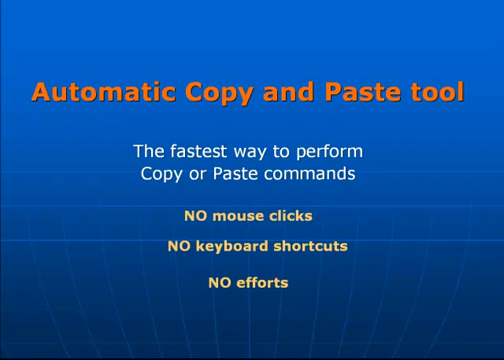 Automatic Copy and Paste tool
The fastest way to perform
Copy or Paste commands
NO mouse clicks
NO keyboard shortcuts
NO efforts